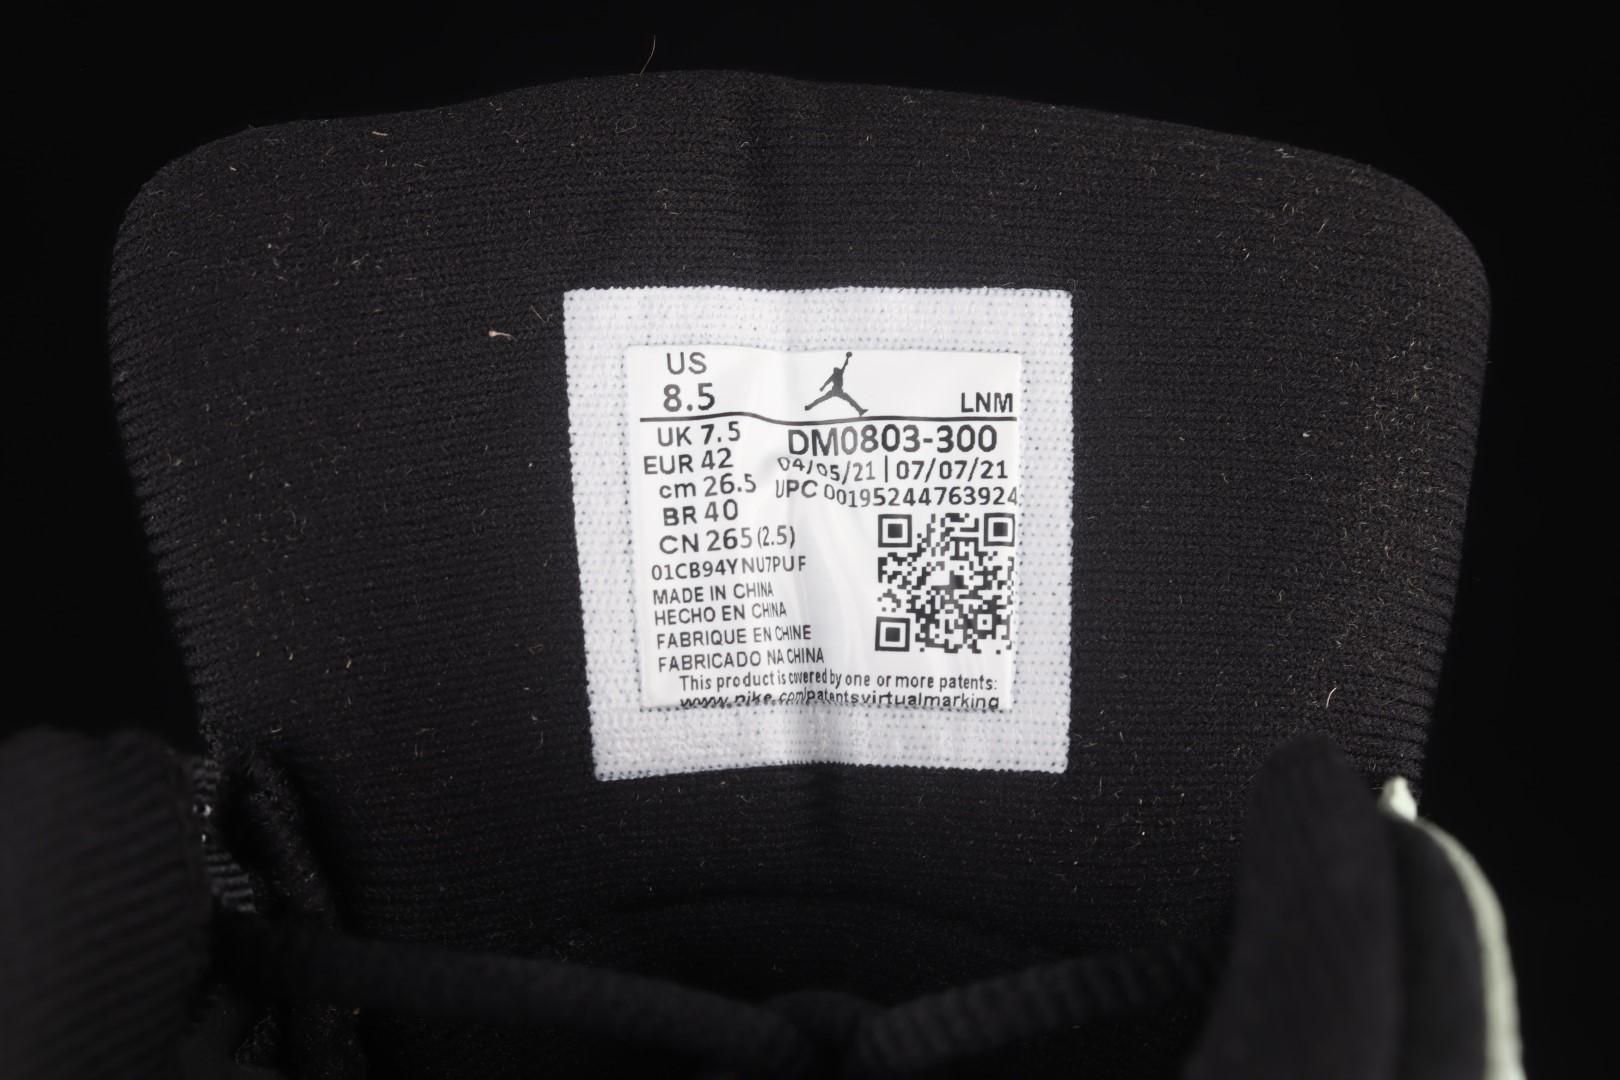 US
8.5
LNM
UK 7.5
DM0803-300
EUR 42
04/05/21 | 07/07/21
cm 26.5
UPC 00195244763924
BR 40
CN 265 (2.5)
01CB94YNU7PUF
MADE IN CHINA
HECHO EN CHINA
FABRIQUE EN CHINE
FABRICADO NA CHINA
This product is covered by one or more patents:
www.nike.com/patentsvirtualmarking